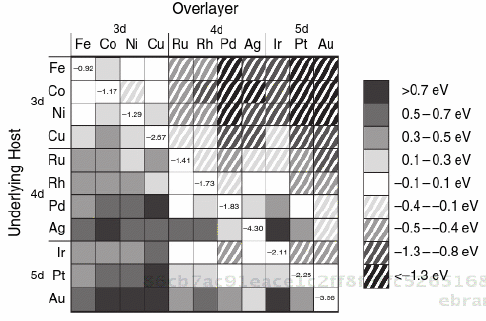 Overlayer
3d 4d 5d
Fe Co Ni Cu Ru Rh Pd Ag Ir Pt Au
Underlying Host
3d
4d
5d
Fe −0.92
Co −1.17
Ni −1.29
Cu −2.57
Ru −1.41
Rh −1.73
Pd −1.83
Ag −4.30
Ir −2.11
Pt −2.25
Au −3.56
>0.7 eV
0.5−0.7 eV
0.3−0.5 eV
0.1−0.3 eV
−0.1−0.1 eV
−0.4−−0.1 eV
−0.5−−0.4 eV
−1.3−−0.8 eV
<−1.3 eV
ebrar